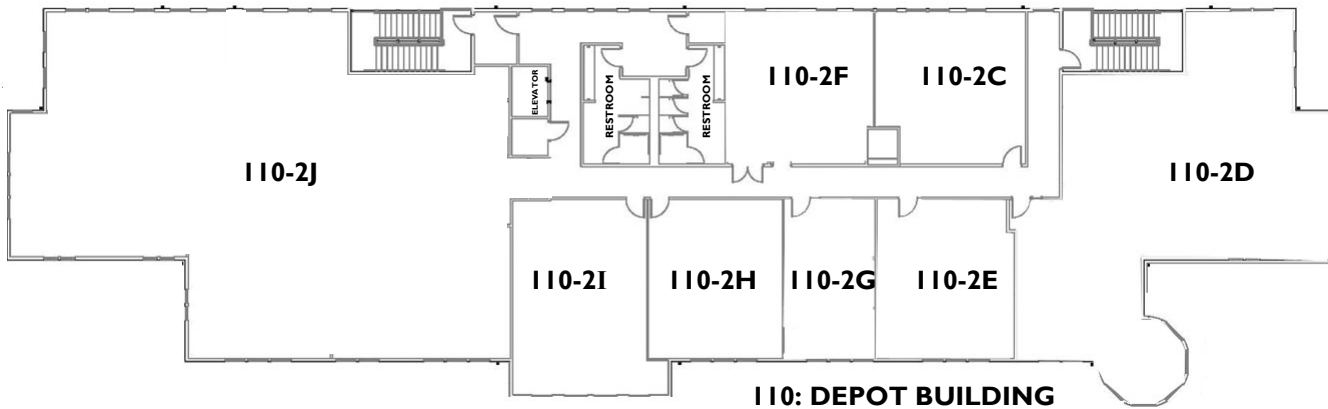 110-2F
110-2C
ELEVATOR
RESTROOM
RESTROOM
110-2J
110-2D
110-2I
110-2H
110-2G
110-2E
110: DEPOT BUILDING